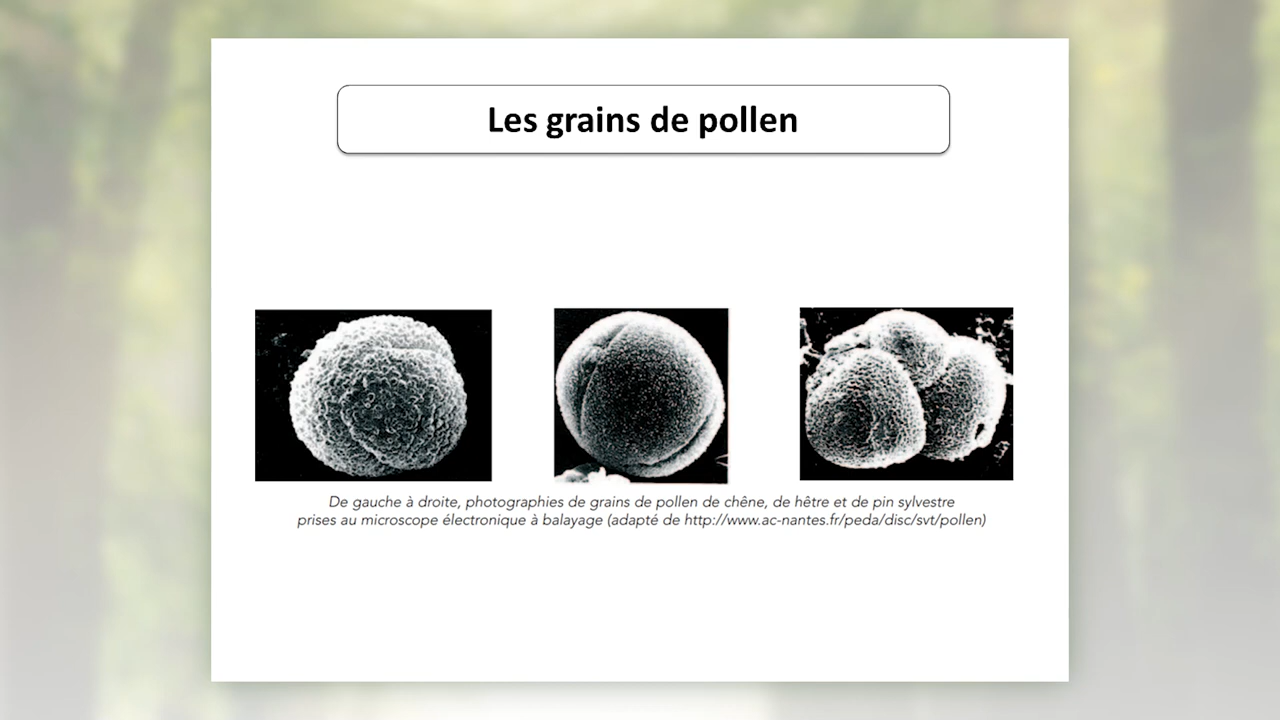 Les grains de pollen
De gauche à droite, photographies de grains de pollen de chêne, de hêtre et de pin sylvestre
prises au microscope électronique à balayage (adapté de http://www.ac-nantes.fr/peda/disc/svt/pollen)